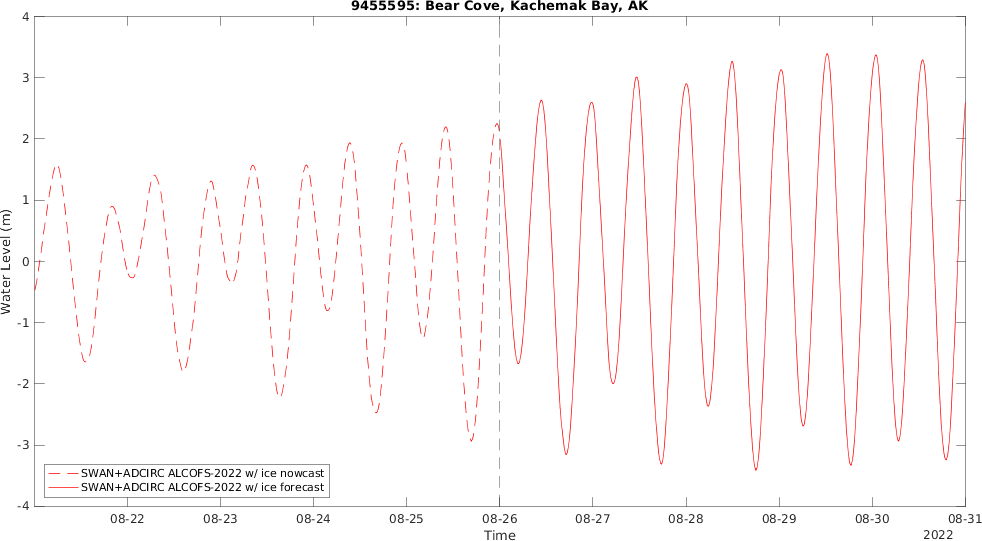 9455595: Bear Cove, Kachemak Bay, AK
Water Level (m)
4
3
2
1
0
-1
-2
-3
-4
SWAN+ADCIRC ALCOFS-2022 w/ ice nowcast
SWAN+ADCIRC ALCOFS-2022 w/ ice forecast
08-22 08-23 08-24 08-25 08-26 08-27 08-28 08-29 08-30 08-31
Time
2022